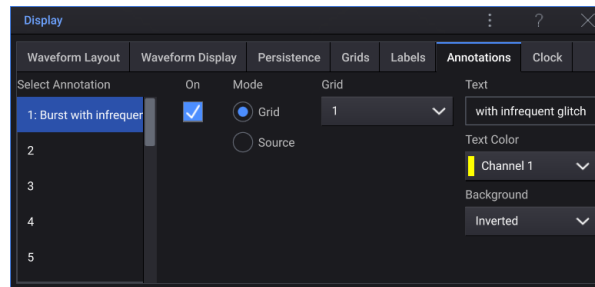 Display
?
Waveform Layout Waveform Display Persistence Grids Labels Annotations Clock
Select Annotation On Mode Grid Text
1: Burst with infrequer Grid 1 with infrequent glitch
2 Source Text Color
Channel 1
3
Background
4 Inverted
5